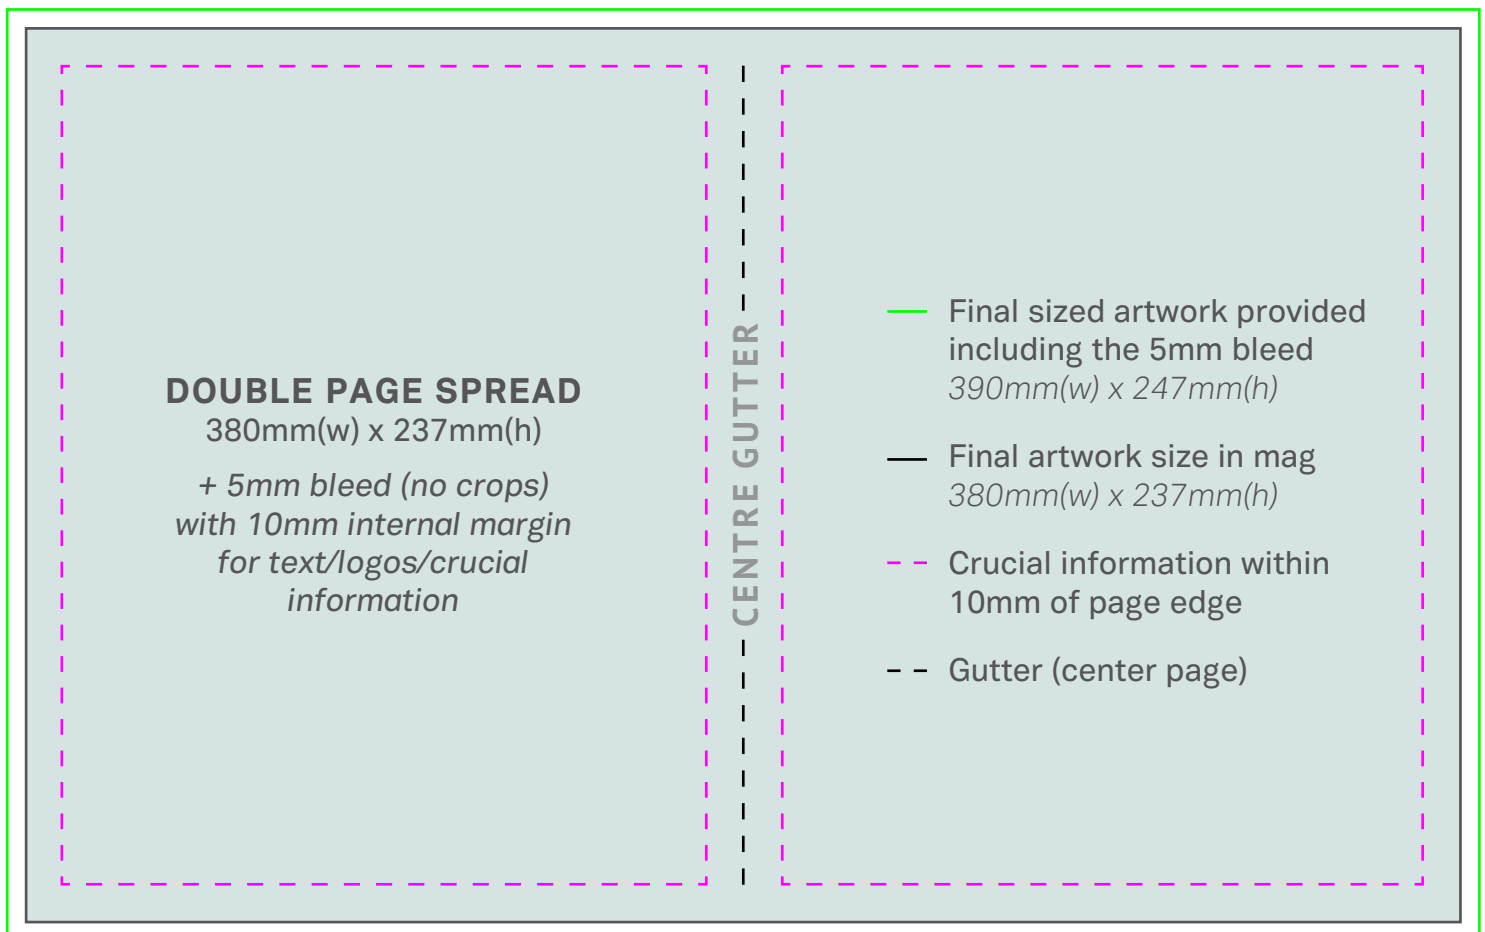 DOUBLE PAGE SPREAD
380mm(w) x 237mm(h)
+ 5mm bleed (no crops)
with 10mm internal margin
for text/logos/crucial
information
CENTRE GUTTER
Final sized artwork provided
including the 5mm bleed
390mm(w) x 247mm(h)
Final artwork size in mag
380mm(w) x 237mm(h)
Crucial information within
10mm of page edge
Gutter (center page)